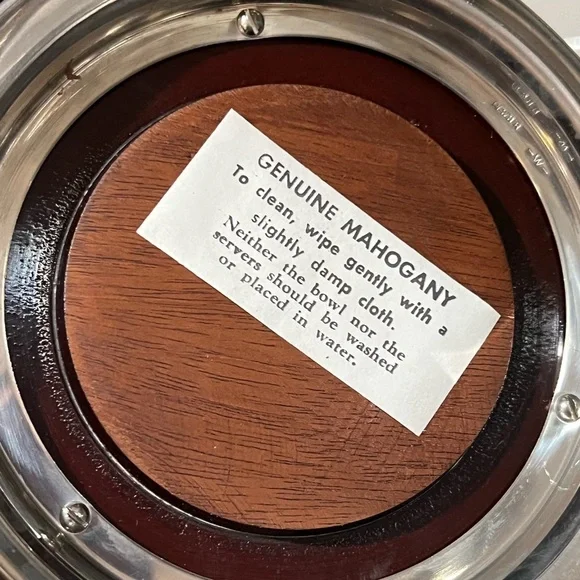 GENUINE MAHOGANY
To clean, wipe gently with a
slightly damp cloth.
Neither the bowl nor the
servers should be washed
or placed in water.